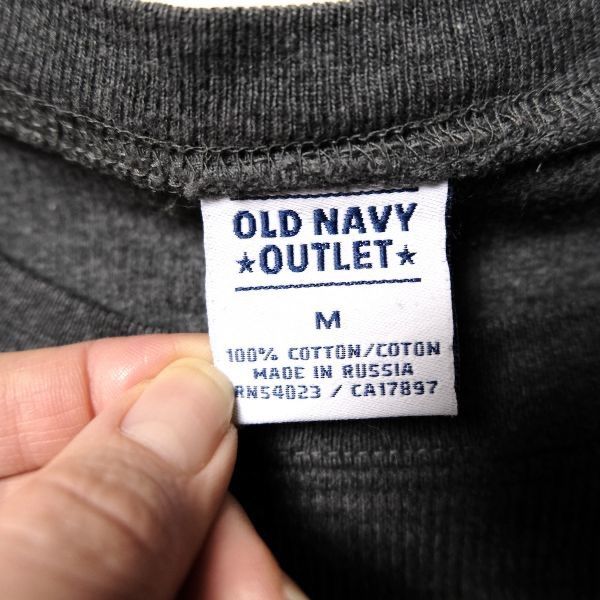 OLD NAVY
★OUTLET★
M
100% COTTON/COTON
MADE IN RUSSIA
RN54023 / CA17897